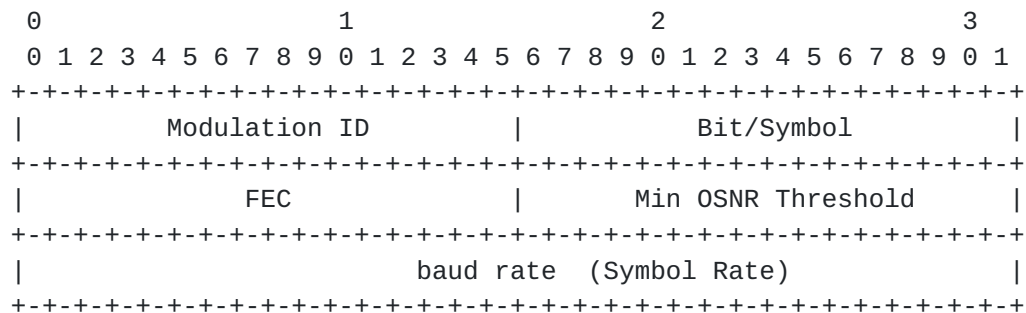 0                   1                   2                   3
 0 1 2 3 4 5 6 7 8 9 0 1 2 3 4 5 6 7 8 9 0 1 2 3 4 5 6 7 8 9 0 1
+-+-+-+-+-+-+-+-+-+-+-+-+-+-+-+-+-+-+-+-+-+-+-+-+-+-+-+-+-+-+-+-+
|         Modulation ID         |           Bit/Symbol          |
+-+-+-+-+-+-+-+-+-+-+-+-+-+-+-+-+-+-+-+-+-+-+-+-+-+-+-+-+-+-+-+-+
|              FEC              |       Min OSNR Threshold      |
+-+-+-+-+-+-+-+-+-+-+-+-+-+-+-+-+-+-+-+-+-+-+-+-+-+-+-+-+-+-+-+-+
|                         baud rate  (Symbol Rate)              |
+-+-+-+-+-+-+-+-+-+-+-+-+-+-+-+-+-+-+-+-+-+-+-+-+-+-+-+-+-+-+-+-+